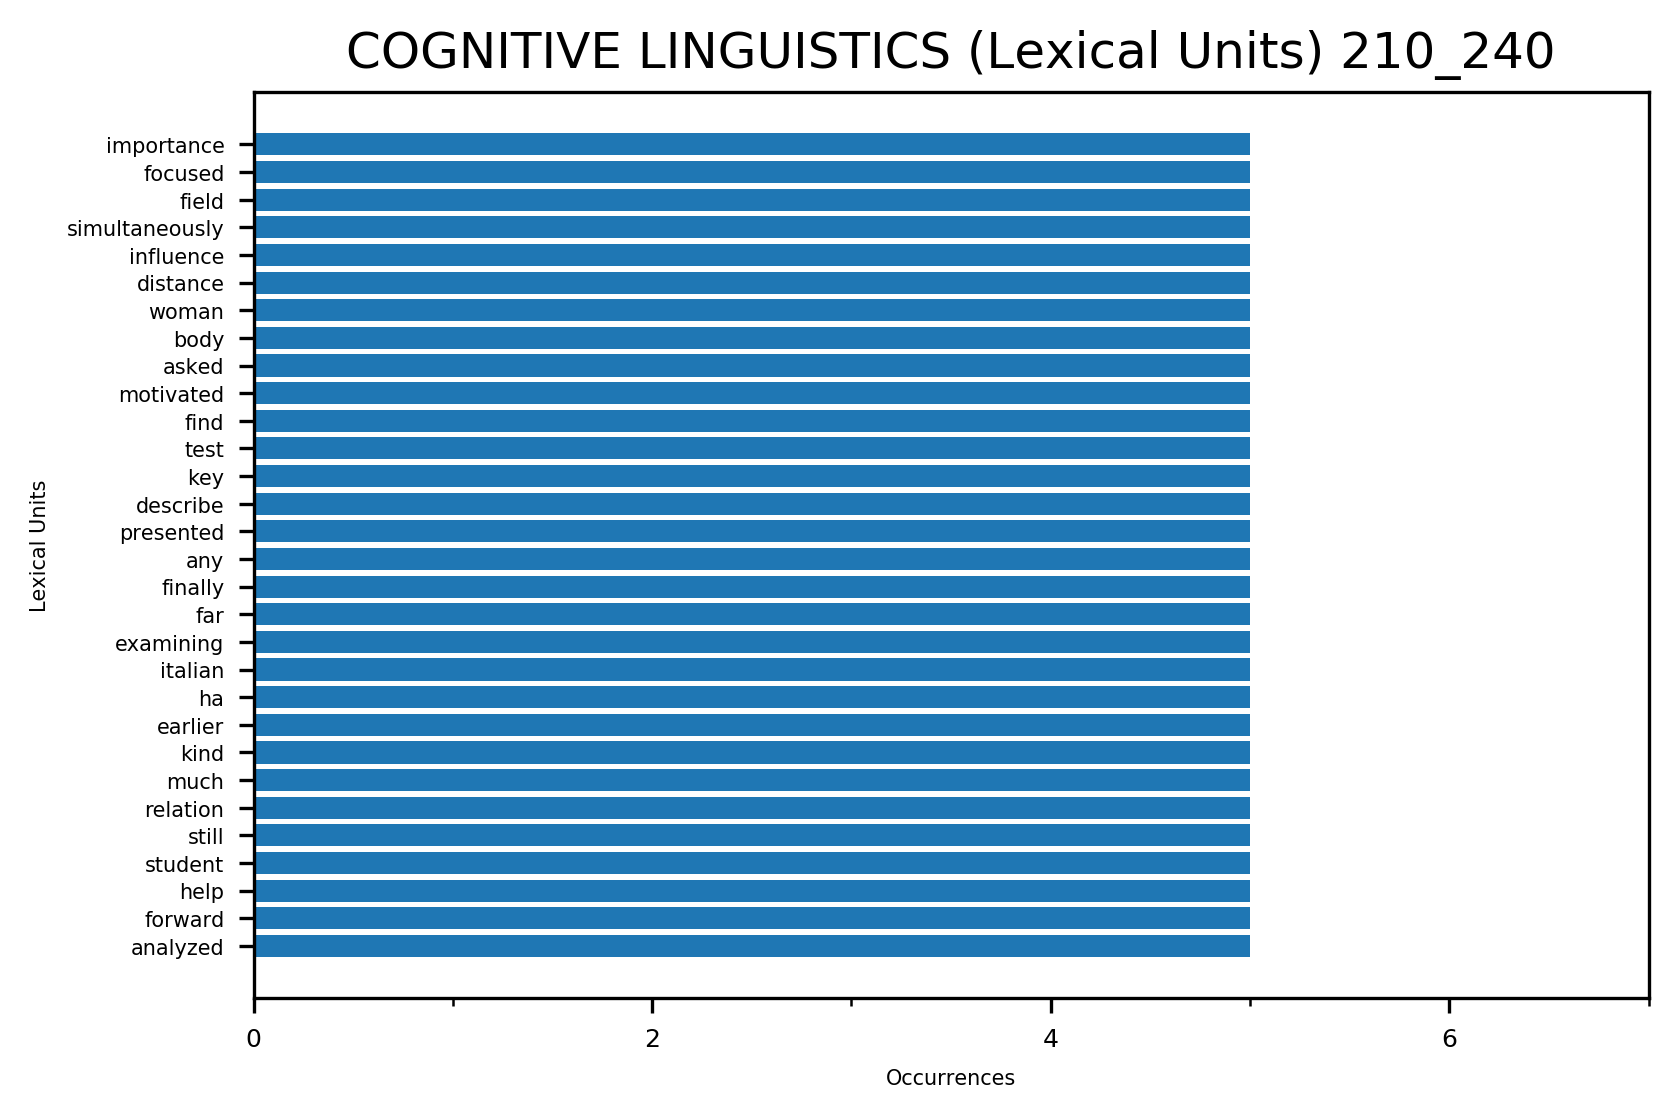 COGNITIVE LINGUISTICS (Lexical Units) 210_240
importance
focused
field
simultaneously
influence
distance
woman
body
asked
motivated
find
test
key
describe
presented
any
finally
far
examining
italian
ha
earlier
kind
much
relation
still
student
help
forward
analyzed
Lexical Units
0 2 4 6
Occurrences